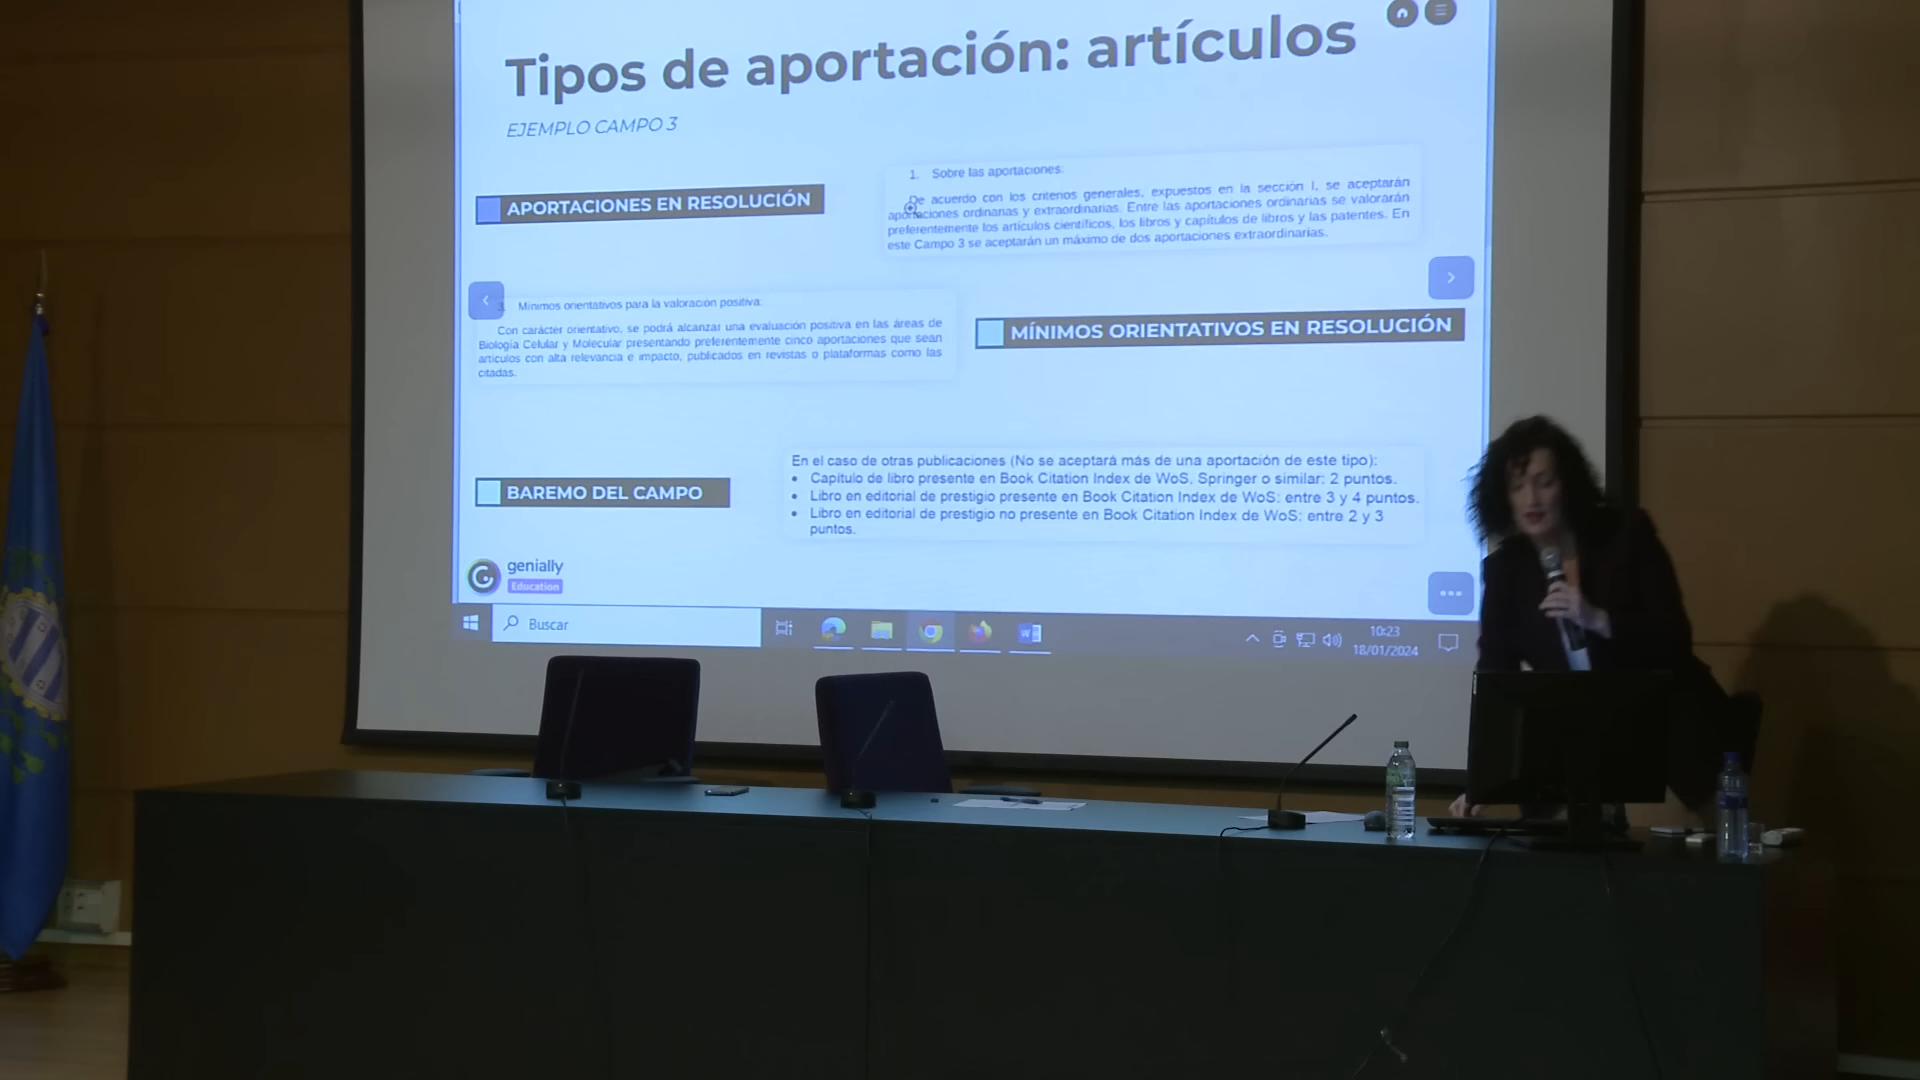 Tipos de aportación: artículos
EJEMPLO CAMPO 3
APORTACIONES EN RESOLUCIÓN
1. Sobre las aportaciones:
De acuerdo con los criterios generales, expuestos en la sección I, se aceptarán
aportaciones ordinarias y extraordinarias. Entre las aportaciones ordinarias se valorarán
preferentemente los artículos científicos, los libros y capítulos de libros y las patentes. En
este Campo 3 se aceptarán un máximo de dos aportaciones extraordinarias.
3. Mínimos orientativos para la valoración positiva:
Con carácter orientativo, se podrá alcanzar una evaluación positiva en las áreas de
Biología Celular y Molecular presentando preferentemente cinco aportaciones que sean
artículos con alta relevancia e impacto, publicados en revistas o plataformas como las
citadas.
MÍNIMOS ORIENTATIVOS EN RESOLUCIÓN
BAREMO DEL CAMPO
En el caso de otras publicaciones (No se aceptará más de una aportación de este tipo):
• Capítulo de libro presente en Book Citation Index de WoS, Springer o similar: 2 puntos.
• Libro en editorial de prestigio presente en Book Citation Index de WoS: entre 3 y 4 puntos.
• Libro en editorial de prestigio no presente en Book Citation Index de WoS: entre 2 y 3
puntos.
genially
Education
Buscar
10:23
18/01/2024